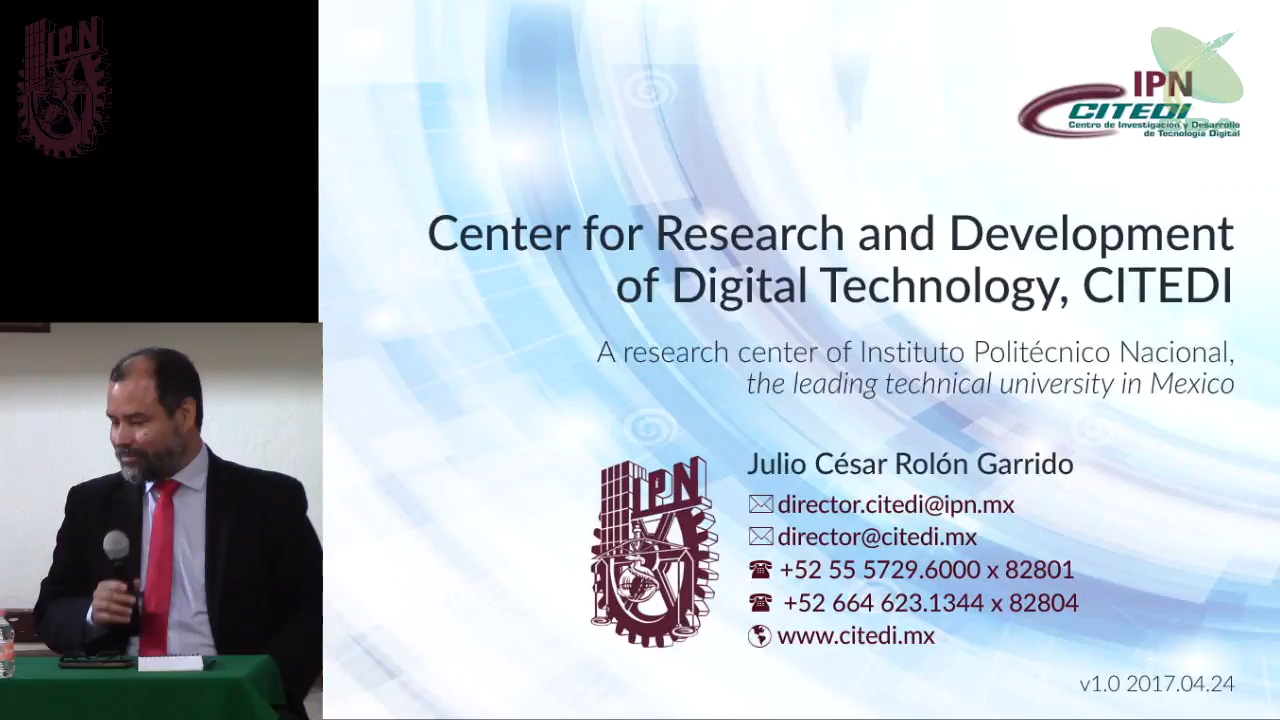 IPN
IPN
CITEDI
Centro de Investigación y Desarrollo
de Tecnología Digital
Center for Research and Development
of Digital Technology, CITEDI
A research center of Instituto Politécnico Nacional,
the leading technical university in Mexico
IPN
Julio César Rolón Garrido
director.citedi@ipn.mx
director@citedi.mx
+52 55 5729.6000 x 82801
+52 664 623.1344 x 82804
www.citedi.mx
v1.0 2017.04.24